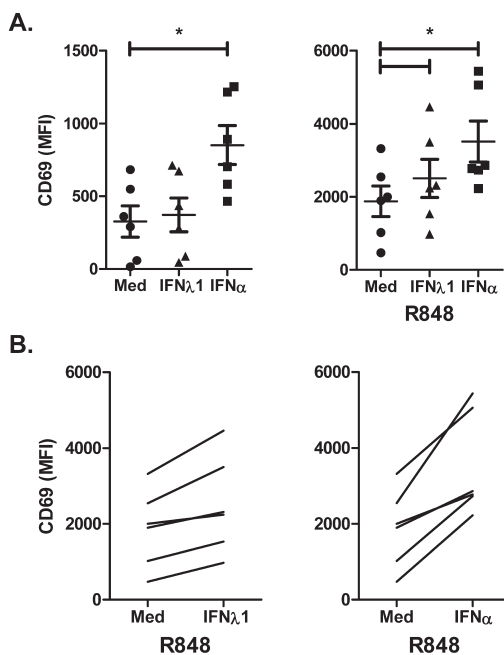 A.
CD69 (MFI)
1500
1000
500
0
*
Med IFNλ1 IFNα
6000
4000
2000
0
*
Med IFNλ1 IFNα
R848
B.
CD69 (MFI)
6000
4000
2000
0
Med IFNλ1
R848
6000
4000
2000
0
Med IFNα
R848